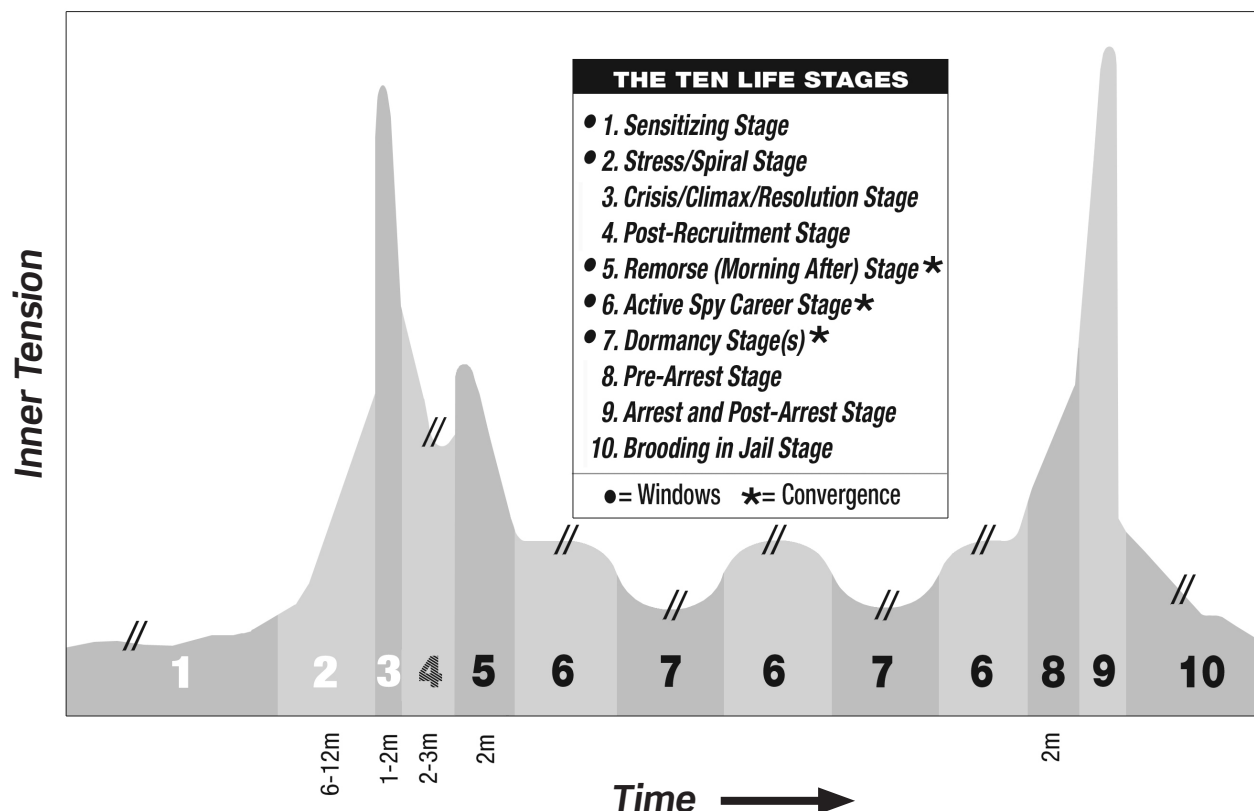 THE TEN LIFE STAGES
● 1. Sensitizing Stage
● 2. Stress/Spiral Stage
3. Crisis/Climax/Resolution Stage
4. Post-Recruitment Stage
● 5. Remorse (Morning After) Stage *
● 6. Active Spy Career Stage *
● 7. Dormancy Stage(s) *
8. Pre-Arrest Stage
9. Arrest and Post-Arrest Stage
10. Brooding in Jail Stage
●= Windows *= Convergence
Inner Tension
1 2 3 4 5 6 7 6 7 6 8 9 10
6-12m 1-2m 2-3m 2m 2m
Time